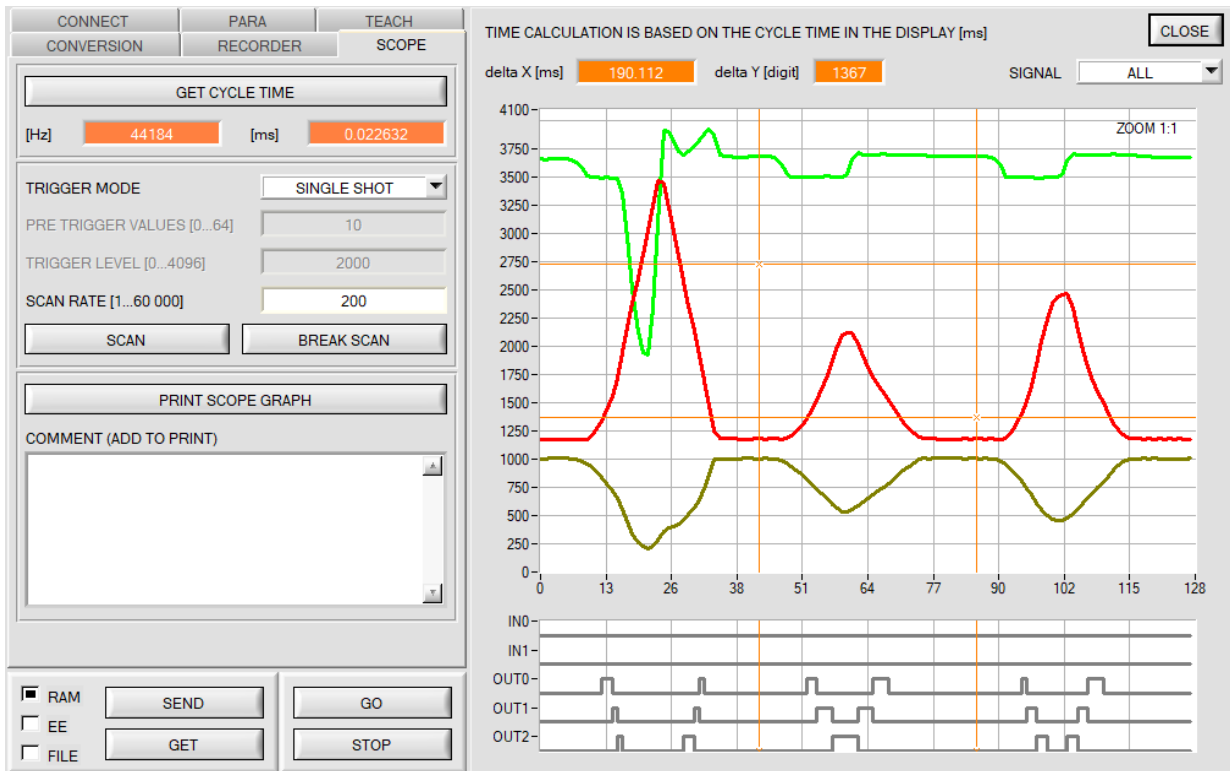 CONNECT PARA TEACH
CONVERSION RECORDER SCOPE
GET CYCLE TIME
[Hz] 44184 [ms] 0.022632
TRIGGER MODE SINGLE SHOT
PRE TRIGGER VALUES [0...64] 10
TRIGGER LEVEL [0...4096] 2000
SCAN RATE [1...60 000] 200
SCAN BREAK SCAN
PRINT SCOPE GRAPH
COMMENT (ADD TO PRINT)
RAM SEND GO
EE
GET STOP
FILE
TIME CALCULATION IS BASED ON THE CYCLE TIME IN THE DISPLAY [ms] CLOSE
delta X [ms] 190.112 delta Y [digit] 1367 SIGNAL ALL
4100
ZOOM 1:1
3750
3500
3250
3000
2750
2500
2250
2000
1750
1500
1250
1000
750
500
250
0
0 13 26 38 51 64 77 90 102 115 128
IN0
IN1
OUT0
OUT1
OUT2